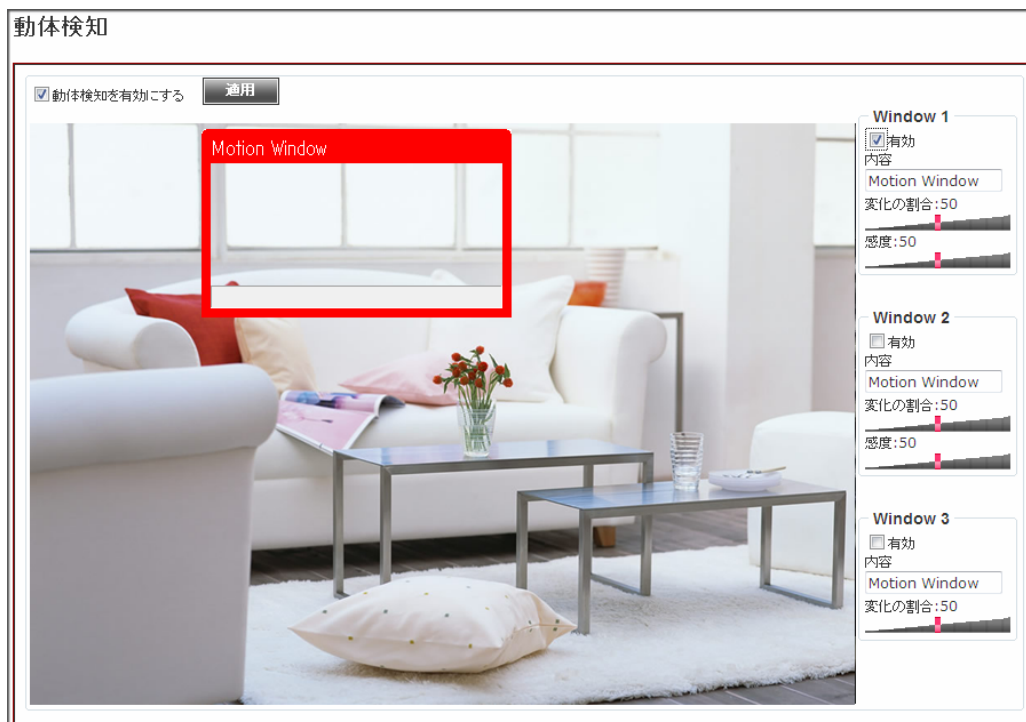 動体検知
動体検知を有効にする
適用
Motion Window
Window 1
有効
内容
Motion Window
変化の割合:50
感度:50
Window 2
有効
内容
Motion Window
変化の割合:50
感度:50
Window 3
有効
内容
Motion Window
変化の割合:50